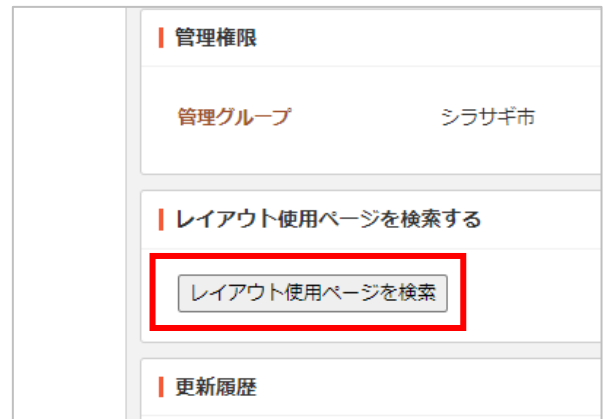 管理権限
管理グループ シラサギ市
レイアウト使用ページを検索する
レイアウト使用ページを検索
更新履歴